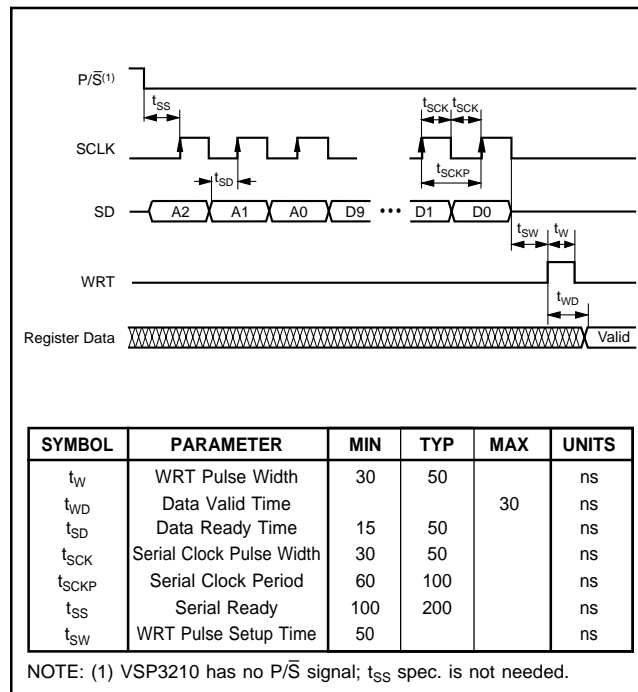 P/S̅(1)
tSS
tSCK tSCK
SCLK
tSCKP
tSD
SD A2 A1 A0 D9 ••• D1 D0
tSW tW
WRT
tWD
Register Data Valid
SYMBOL PARAMETER MIN TYP MAX UNITS
tW WRT Pulse Width 30 50 ns
tWD Data Valid Time 30 ns
tSD Data Ready Time 15 50 ns
tSCK Serial Clock Pulse Width 30 50 ns
tSCKP Serial Clock Period 60 100 ns
tSS Serial Ready 100 200 ns
tSW WRT Pulse Setup Time 50 ns
NOTE: (1) VSP3210 has no P/S̅ signal; tSS spec. is not needed.